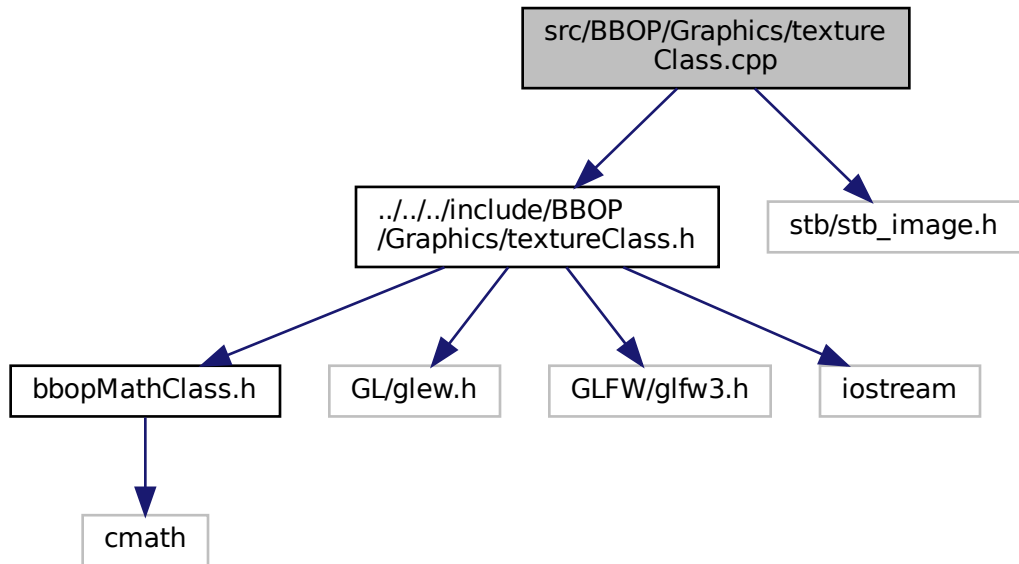 src/BBOP/Graphics/texture
Class.cpp
../../../include/BBOP
/Graphics/textureClass.h
stb/stb_image.h
bbopMathClass.h
GL/glew.h
GLFW/glfw3.h
iostream
cmath